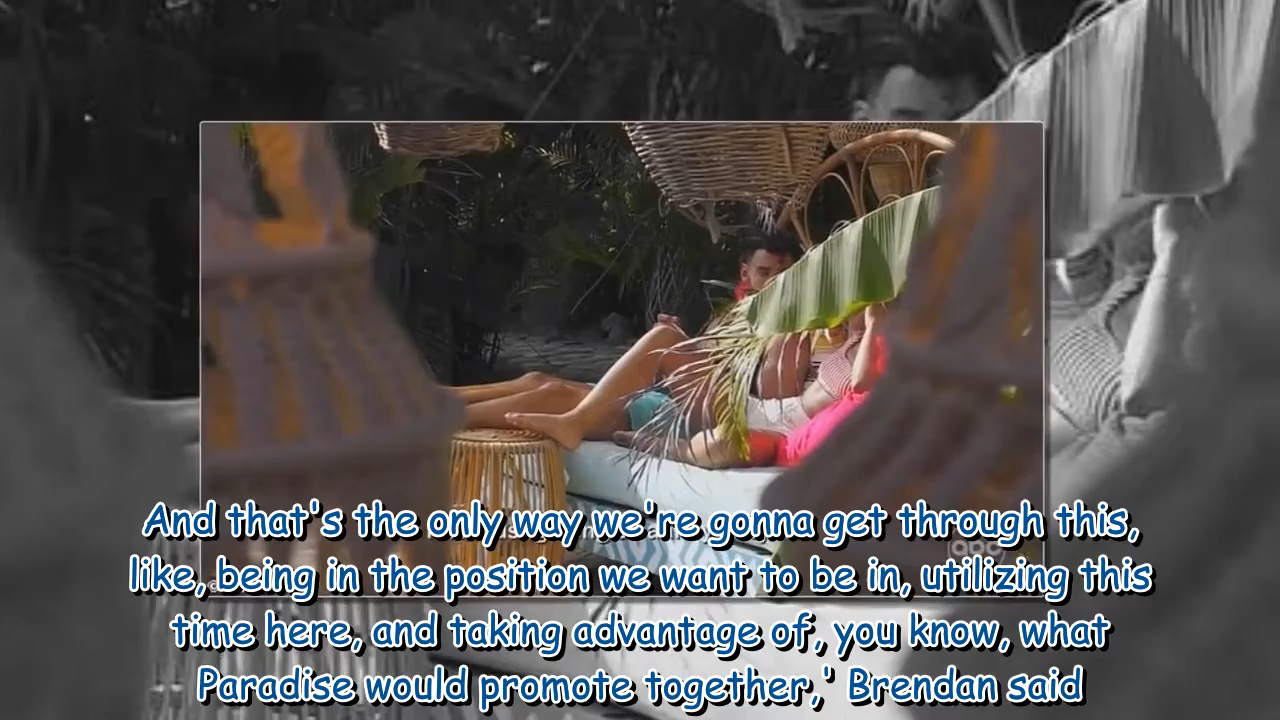 And that's the only way we're gonna get through this,
like, being in the position we want to be in, utilizing this
time here, and taking advantage of, you know, what
Paradise would promote together,' Brendan said
abc